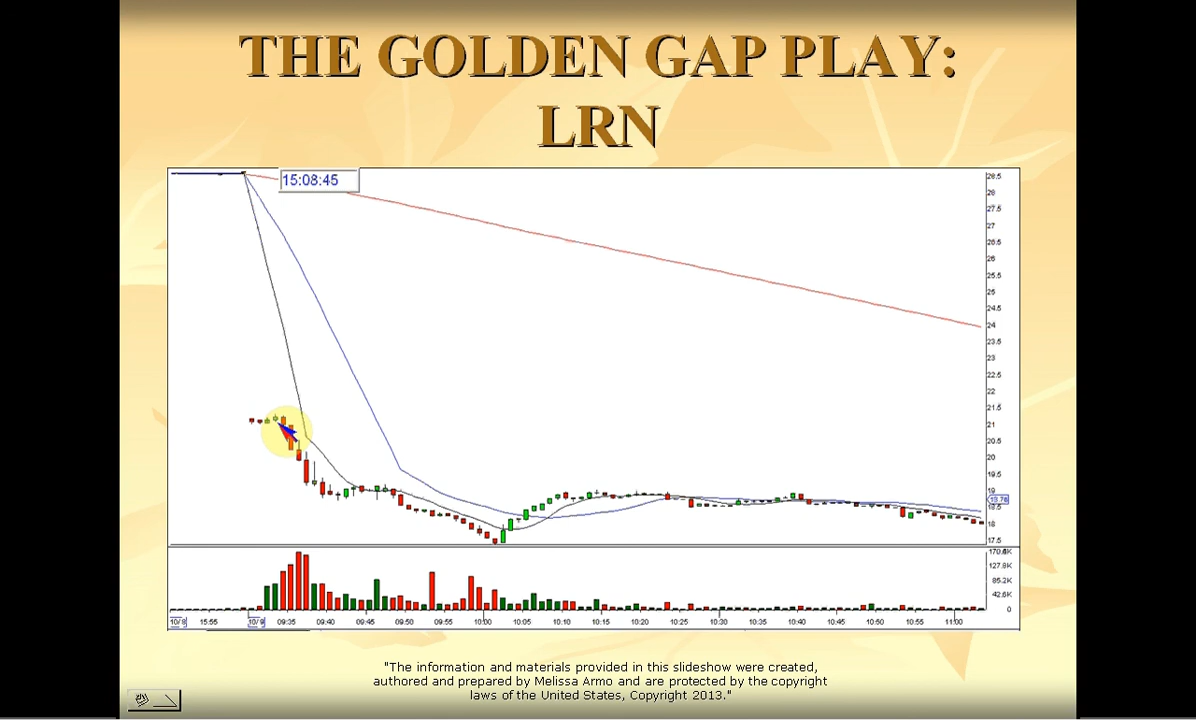 THE GOLDEN GAP PLAY:
LRN
15:08:45
28.5
28
27.5
27
26.5
26
25.5
25
24.5
24
23.5
23
22.5
22
21.5
21
20.5
20
19.5
19
18.5
18
17.5
170.4K
127.8K
85.2K
42.6K
0
10/8 15:55 10/9 09:35 09:40 09:45 09:50 09:55 10:00 10:05 10:10 10:15 10:20 10:25 10:30 10:35 10:40 10:45 10:50 10:55 11:00
"The information and materials provided in this slideshow were created,
authored and prepared by Melissa Armo and are protected by the copyright
laws of the United States, Copyright 2013."